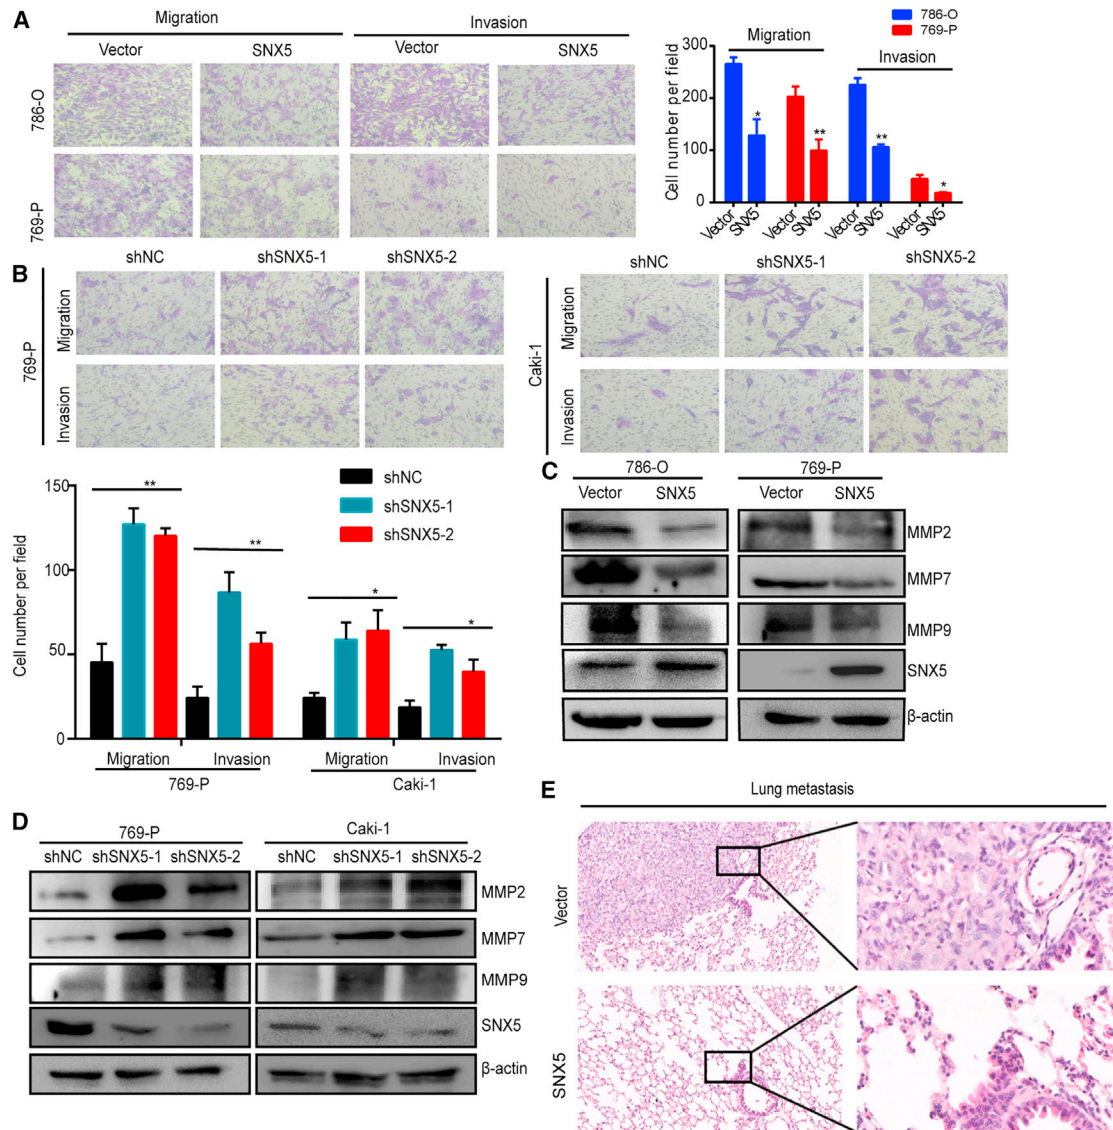 A
Migration
Invasion
Vector
SNX5
Vector
SNX5
786-O
769-P
786-O
769-P
Migration
Invasion
Cell number per field
300
200
100
0
*
**
**
*
Vector
SNX5
Vector
SNX5
Vector
SNX5
Vector
SNX5
B
shNC
shSNX5-1
shSNX5-2
769-P
Migration
Invasion
shNC
shSNX5-1
shSNX5-2
Caki-1
Migration
Invasion
Cell number per field
150
100
50
0
**
**
*
*
shNC
shSNX5-1
shSNX5-2
Migration
Invasion
Migration
Invasion
769-P
Caki-1
C
786-O
769-P
Vector
SNX5
Vector
SNX5
MMP2
MMP7
MMP9
SNX5
β-actin
D
769-P
Caki-1
shNC
shSNX5-1
shSNX5-2
shNC
shSNX5-1
shSNX5-2
MMP2
MMP7
MMP9
SNX5
β-actin
E
Lung metastasis
Vector
SNX5